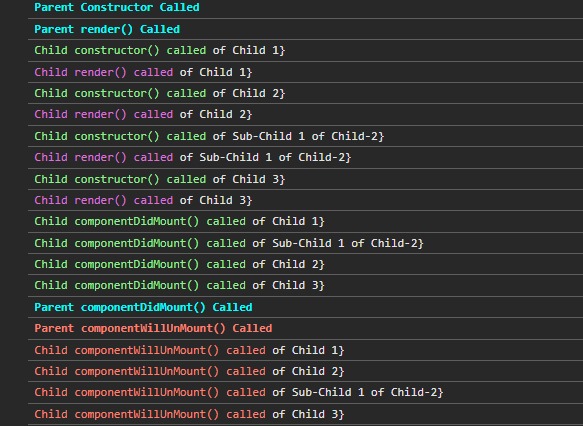 Parent Constructor Called
Parent render() Called
Child constructor() called of Child 1}
Child render() called of Child 1}
Child constructor() called of Child 2}
Child render() called of Child 2}
Child constructor() called of Sub-Child 1 of Child-2}
Child render() called of Sub-Child 1 of Child-2}
Child constructor() called of Child 3}
Child render() called of Child 3}
Child componentDidMount() called of Child 1}
Child componentDidMount() called of Sub-Child 1 of Child-2}
Child componentDidMount() called of Child 2}
Child componentDidMount() called of Child 3}
Parent componentDidMount() Called
Parent componentWillUnMount() Called
Child componentWillUnMount() called of Child 1}
Child componentWillUnMount() called of Child 2}
Child componentWillUnMount() called of Sub-Child 1 of Child-2}
Child componentWillUnMount() called of Child 3}